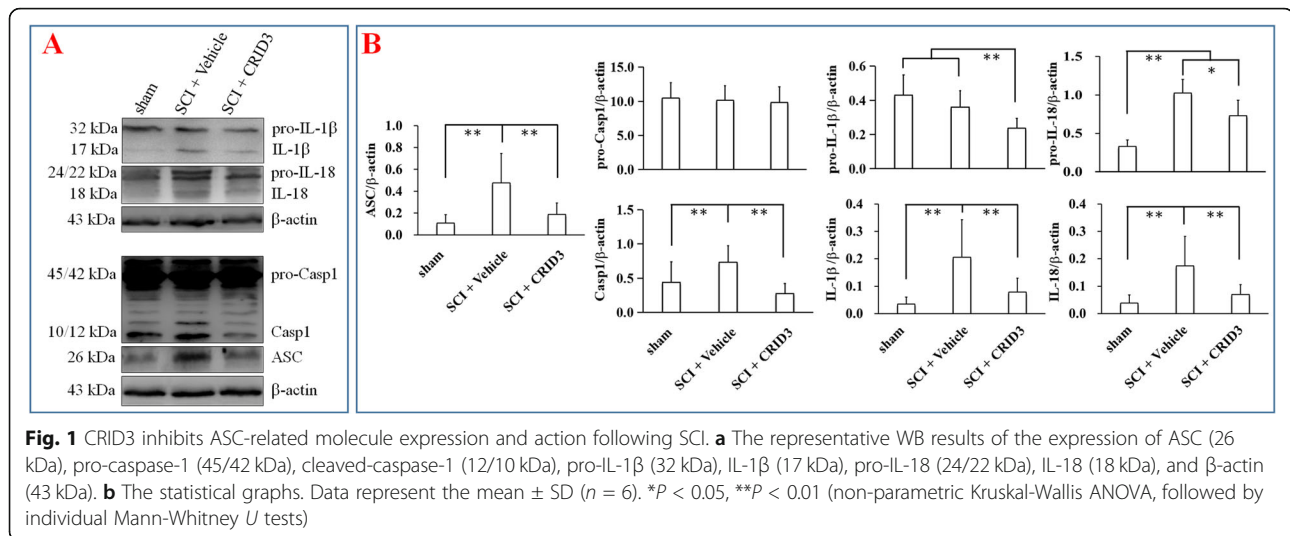 A
sham
SCI + Vehicle
SCI + CRID3
32 kDa
pro-IL-1β
17 kDa
IL-1β
24/22 kDa
pro-IL-18
18 kDa
IL-18
43 kDa
β-actin
45/42 kDa
pro-Casp1
10/12 kDa
Casp1
26 kDa
ASC
43 kDa
β-actin
B
ASC/β-actin
1.0
0.8
0.6
0.4
0.2
0.0
**
**
sham
SCI + Vehicle
SCI + CRID3
pro-Casp1/β-actin
15.0
10.0
5.0
0.0
pro-IL-1β/β-actin
0.6
0.4
0.2
0.0
**
pro-IL-18/β-actin
1.5
1.0
0.5
0.0
**
*
Casp1/β-actin
1.5
1.0
0.5
0.0
**
**
sham
SCI + Vehicle
SCI + CRID3
IL-1β/β-actin
0.4
0.3
0.2
0.1
0.0
**
**
sham
SCI + Vehicle
SCI + CRID3
IL-18/β-actin
0.4
0.3
0.2
0.1
0.0
**
**
sham
SCI + Vehicle
SCI + CRID3
Fig. 1 CRID3 inhibits ASC-related molecule expression and action following SCI. a The representative WB results of the expression of ASC (26
kDa), pro-caspase-1 (45/42 kDa), cleaved-caspase-1 (12/10 kDa), pro-IL-1β (32 kDa), IL-1β (17 kDa), pro-IL-18 (24/22 kDa), IL-18 (18 kDa), and β-actin
(43 kDa). b The statistical graphs. Data represent the mean ± SD (n = 6). *P < 0.05, **P < 0.01 (non-parametric Kruskal-Wallis ANOVA, followed by
individual Mann-Whitney U tests)